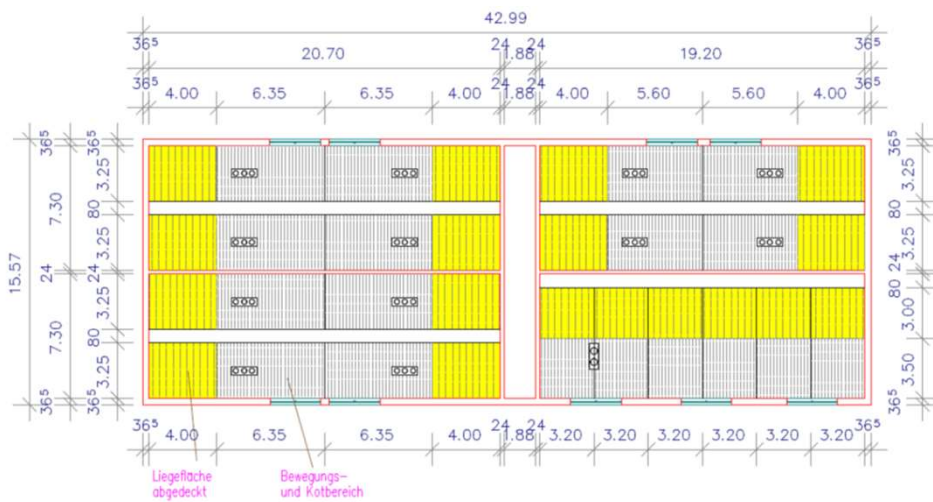 42.99
36⁵ 20.70 24 1.88 24 19.20 36⁵
36⁵ 4.00 6.35 6.35 4.00 24 1.88 24 4.00 5.60 5.60 4.00 36⁵
15.57
36⁵ 7.30 24 7.30 36⁵
36⁵ 3.25 80 3.25 24 3.25 80 3.25 36⁵
36⁵ 3.25 80 3.25 24 80 3.00 3.50 36⁵
36⁵ 4.00 6.35 6.35 4.00 24 1.88 24 3.20 3.20 3.20 3.20 3.20 3.20 36⁵
Liegefläche
abgedeckt
Bewegungs-
und Kotbereich